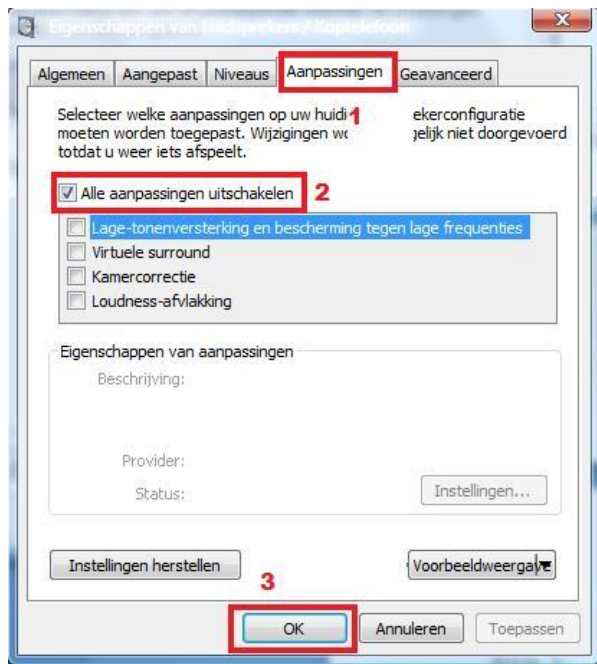 Eigenschappen van Luidsprekers / Koptelefoon
Algemeen Aangepast Niveaus Aanpassingen Geavanceerd
Selecteer welke aanpassingen op uw huidi 1 ekerconfiguratie
moeten worden toegepast. Wijzigingen wo gelijk niet doorgevoerd
totdat u weer iets afspeelt.
Alle aanpassingen uitschakelen 2
Lage-tonenversterking en bescherming tegen lage frequenties
Virtuele surround
Kamercorrectie
Loudness-afvlakking
Eigenschappen van aanpassingen
Beschrijving:
Provider:
Status:
Instellingen...
Instellingen herstellen
Voorbeeldweergave
3
OK Annuleren Toepassen